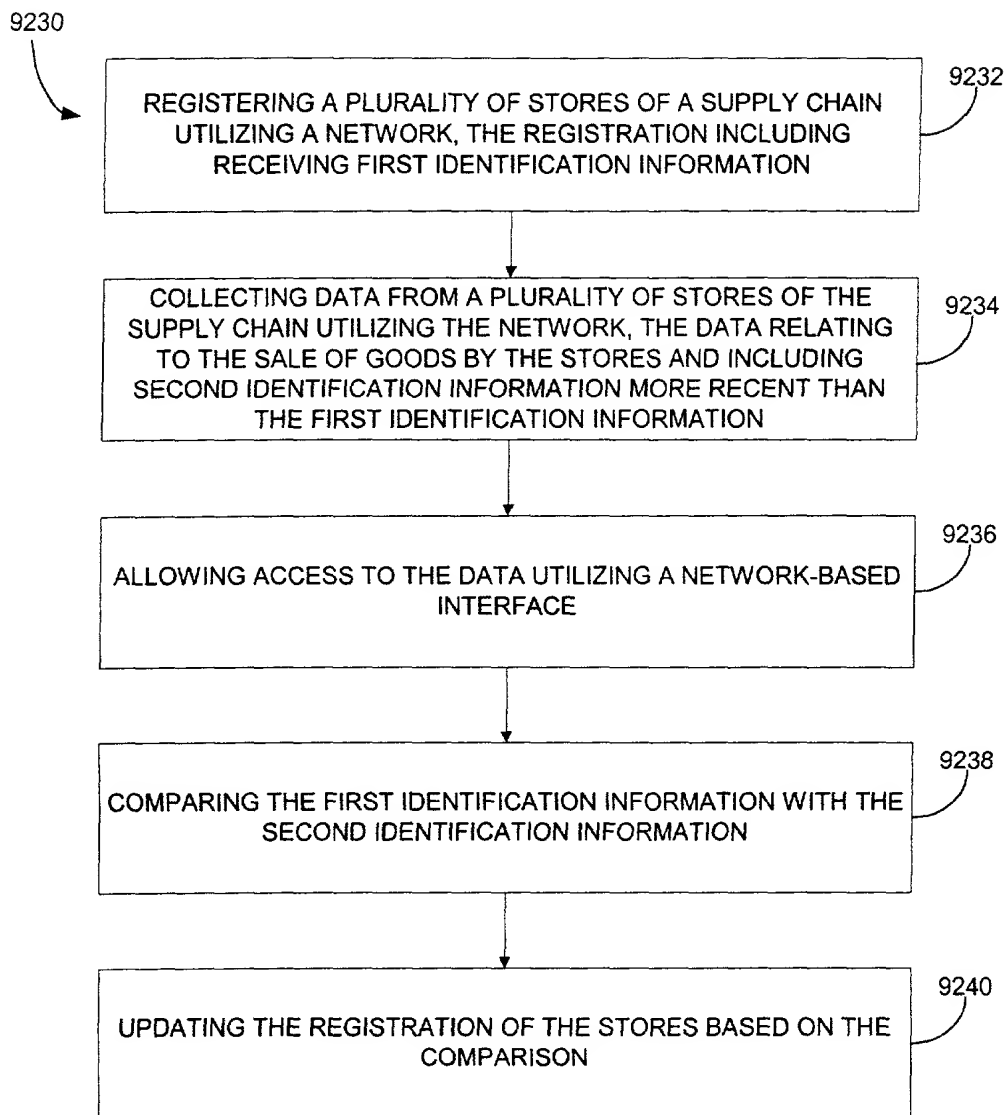 9230
9232
REGISTERING A PLURALITY OF STORES OF A SUPPLY CHAIN
UTILIZING A NETWORK, THE REGISTRATION INCLUDING
RECEIVING FIRST IDENTIFICATION INFORMATION
9234
COLLECTING DATA FROM A PLURALITY OF STORES OF THE
SUPPLY CHAIN UTILIZING THE NETWORK, THE DATA RELATING
TO THE SALE OF GOODS BY THE STORES AND INCLUDING
SECOND IDENTIFICATION INFORMATION MORE RECENT THAN
THE FIRST IDENTIFICATION INFORMATION
9236
ALLOWING ACCESS TO THE DATA UTILIZING A NETWORK-BASED
INTERFACE
9238
COMPARING THE FIRST IDENTIFICATION INFORMATION WITH THE
SECOND IDENTIFICATION INFORMATION
9240
UPDATING THE REGISTRATION OF THE STORES BASED ON THE
COMPARISON